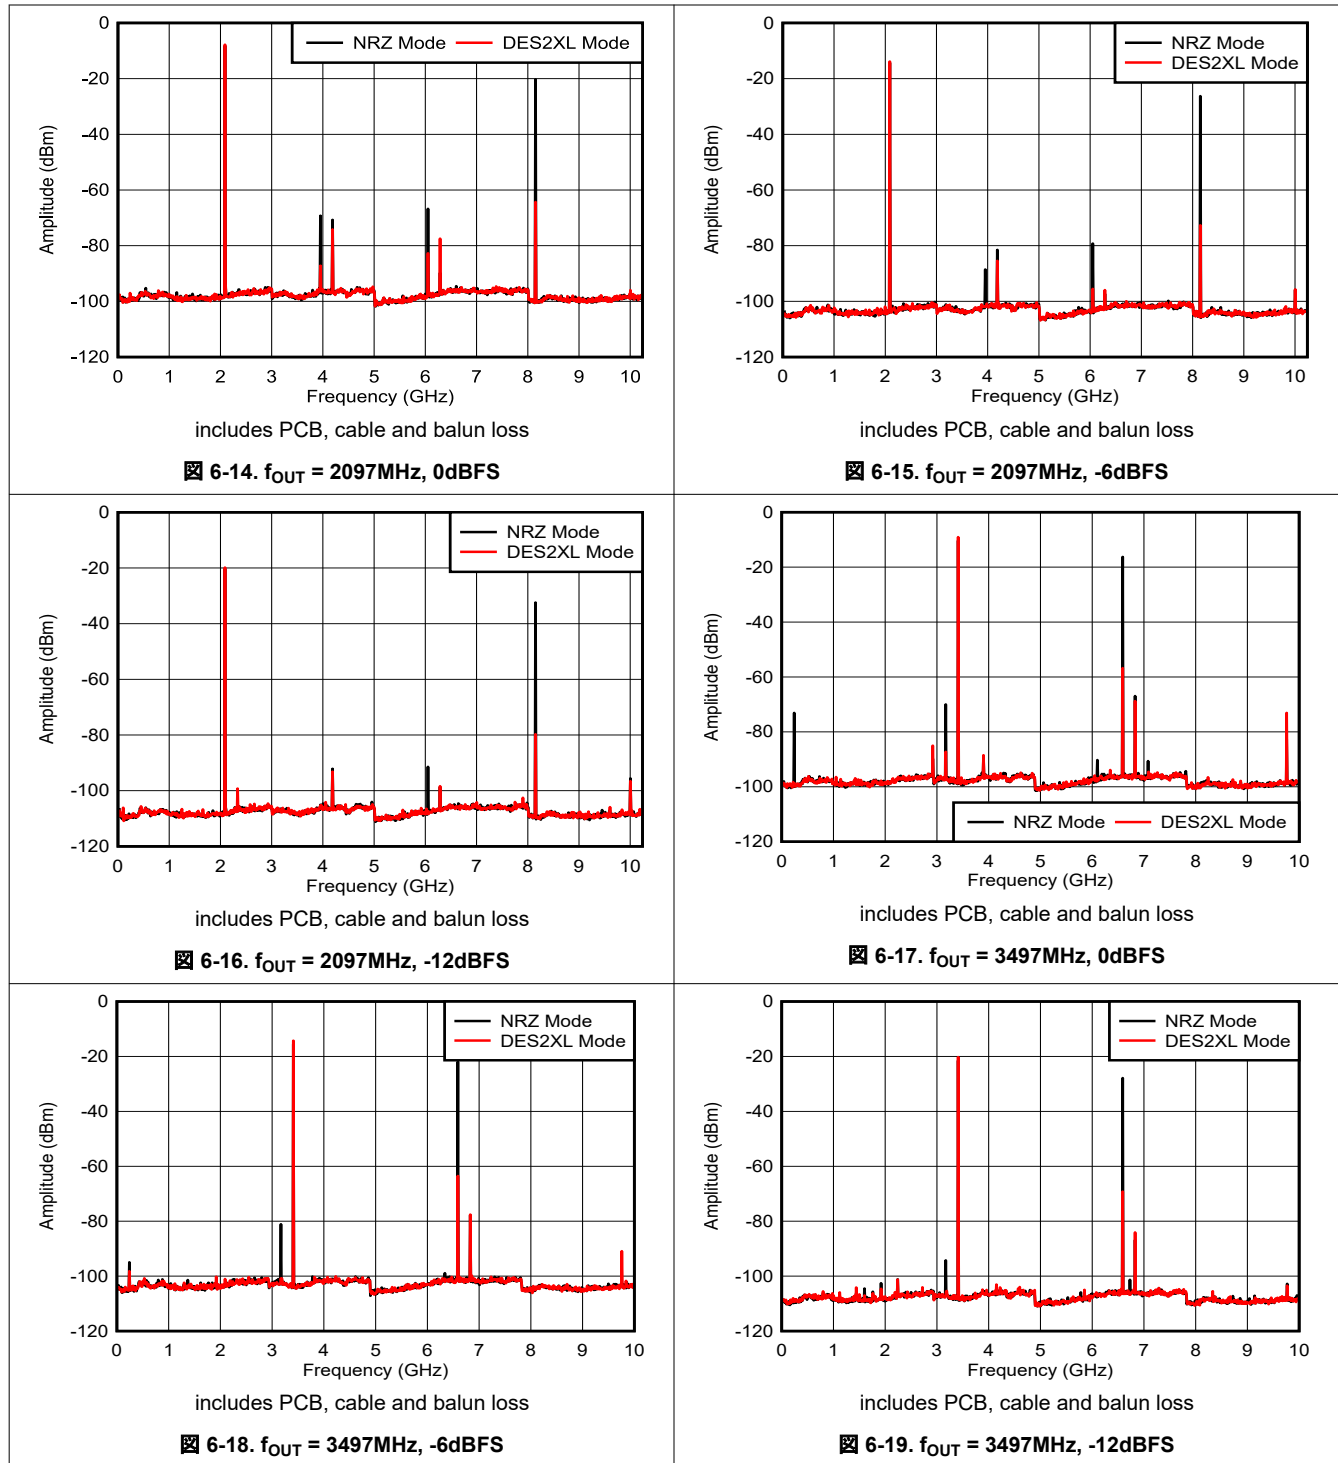 0
-20
-40
-60
-80
-100
-120
Amplitude (dBm)
NRZ Mode DES2XL Mode
0 1 2 3 4 5 6 7 8 9 10
Frequency (GHz)
includes PCB, cable and balun loss
図 6-14. fOUT = 2097MHz, 0dBFS
0
-20
-40
-60
-80
-100
-120
Amplitude (dBm)
NRZ Mode
DES2XL Mode
0 1 2 3 4 5 6 7 8 9 10
Frequency (GHz)
includes PCB, cable and balun loss
図 6-15. fOUT = 2097MHz, -6dBFS
0
-20
-40
-60
-80
-100
-120
Amplitude (dBm)
NRZ Mode
DES2XL Mode
0 1 2 3 4 5 6 7 8 9 10
Frequency (GHz)
includes PCB, cable and balun loss
図 6-16. fOUT = 2097MHz, -12dBFS
0
-20
-40
-60
-80
-100
-120
Amplitude (dBm)
NRZ Mode DES2XL Mode
0 1 2 3 4 5 6 7 8 9 10
Frequency (GHz)
includes PCB, cable and balun loss
図 6-17. fOUT = 3497MHz, 0dBFS
0
-20
-40
-60
-80
-100
-120
Amplitude (dBm)
NRZ Mode
DES2XL Mode
0 1 2 3 4 5 6 7 8 9 10
Frequency (GHz)
includes PCB, cable and balun loss
図 6-18. fOUT = 3497MHz, -6dBFS
0
-20
-40
-60
-80
-100
-120
Amplitude (dBm)
NRZ Mode
DES2XL Mode
0 1 2 3 4 5 6 7 8 9 10
Frequency (GHz)
includes PCB, cable and balun loss
図 6-19. fOUT = 3497MHz, -12dBFS